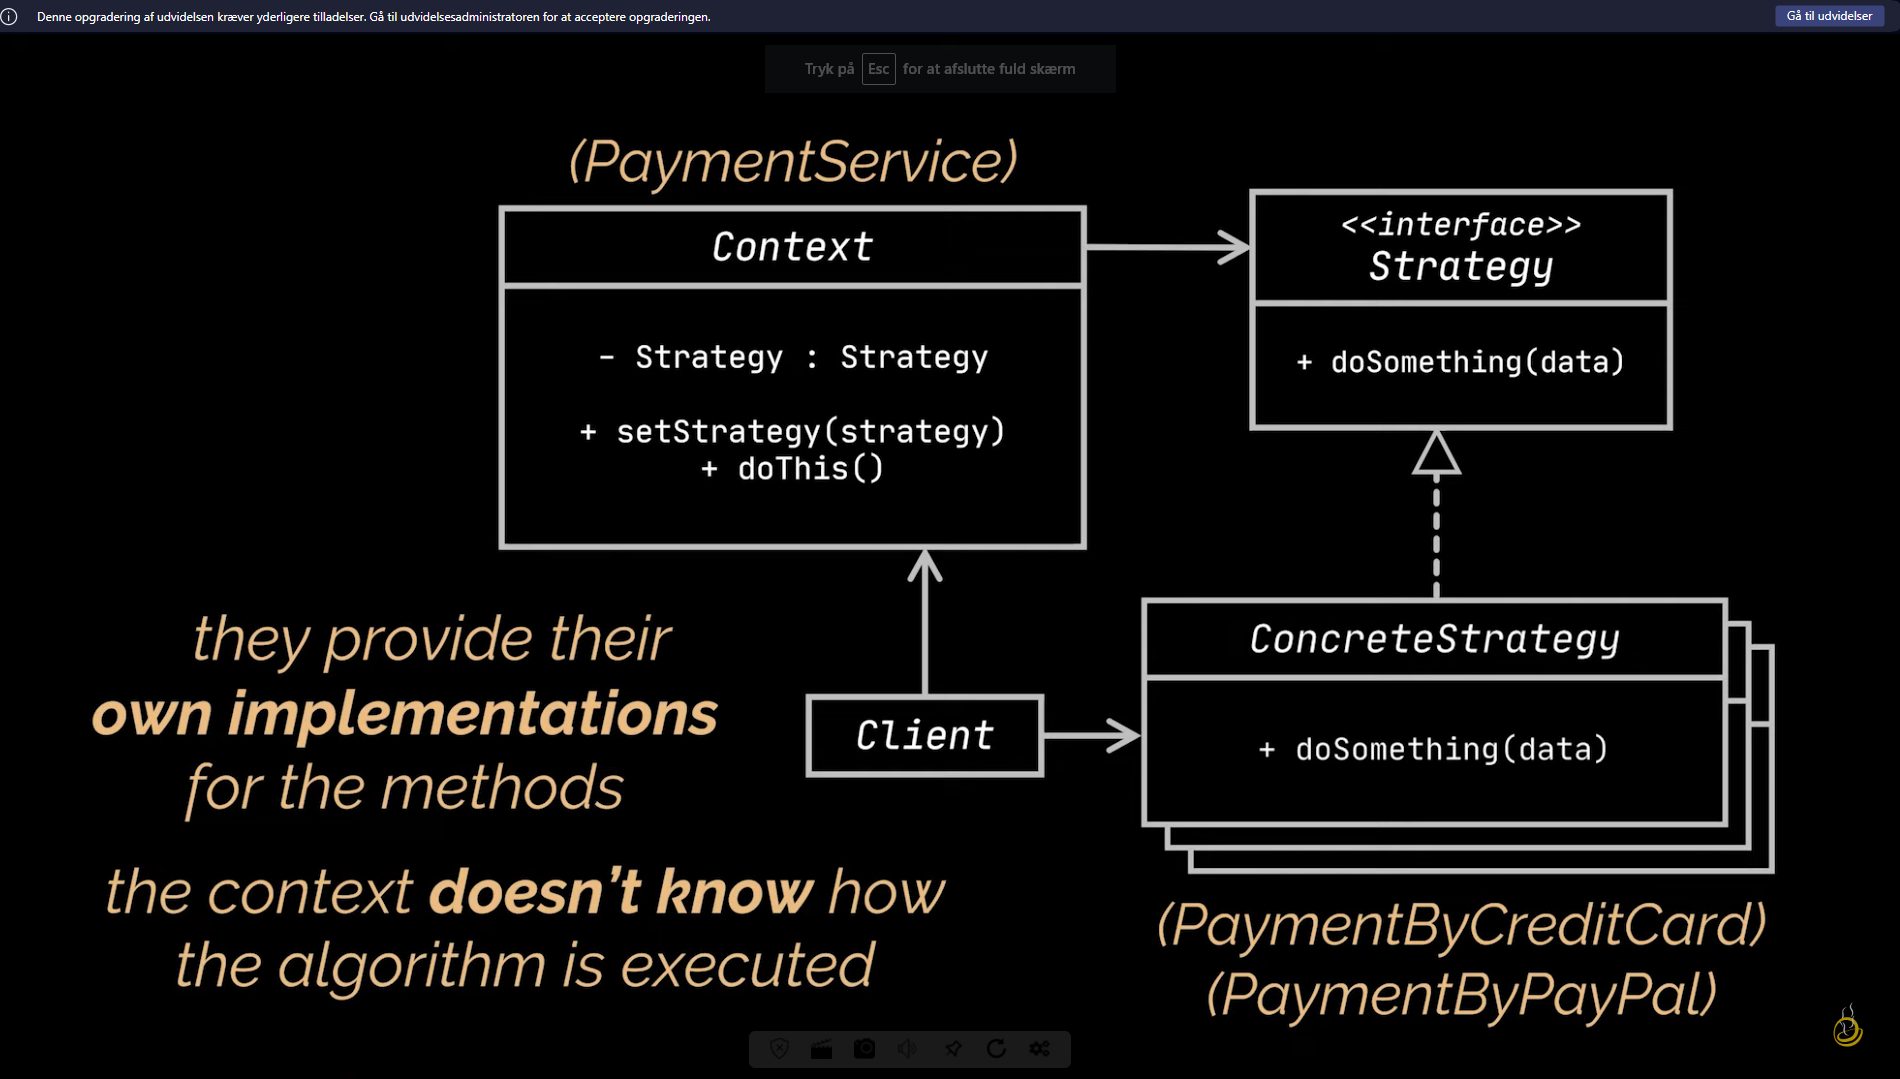 Denne opgradering af udvidelsen kræver yderligere tilladelser. Gå til udvidelsesadministratoren for at acceptere opgraderingen.
Gå til udvidelser
Tryk på Esc for at afslutte fuld skærm
(PaymentService)
Context
- Strategy : Strategy
+ setStrategy(strategy)
+ doThis()
<<interface>>
Strategy
+ doSomething(data)
they provide their
own implementations
for the methods
Client
ConcreteStrategy
+ doSomething(data)
the context doesn't know how
the algorithm is executed
(PaymentByCreditCard)
(PaymentByPayPal)